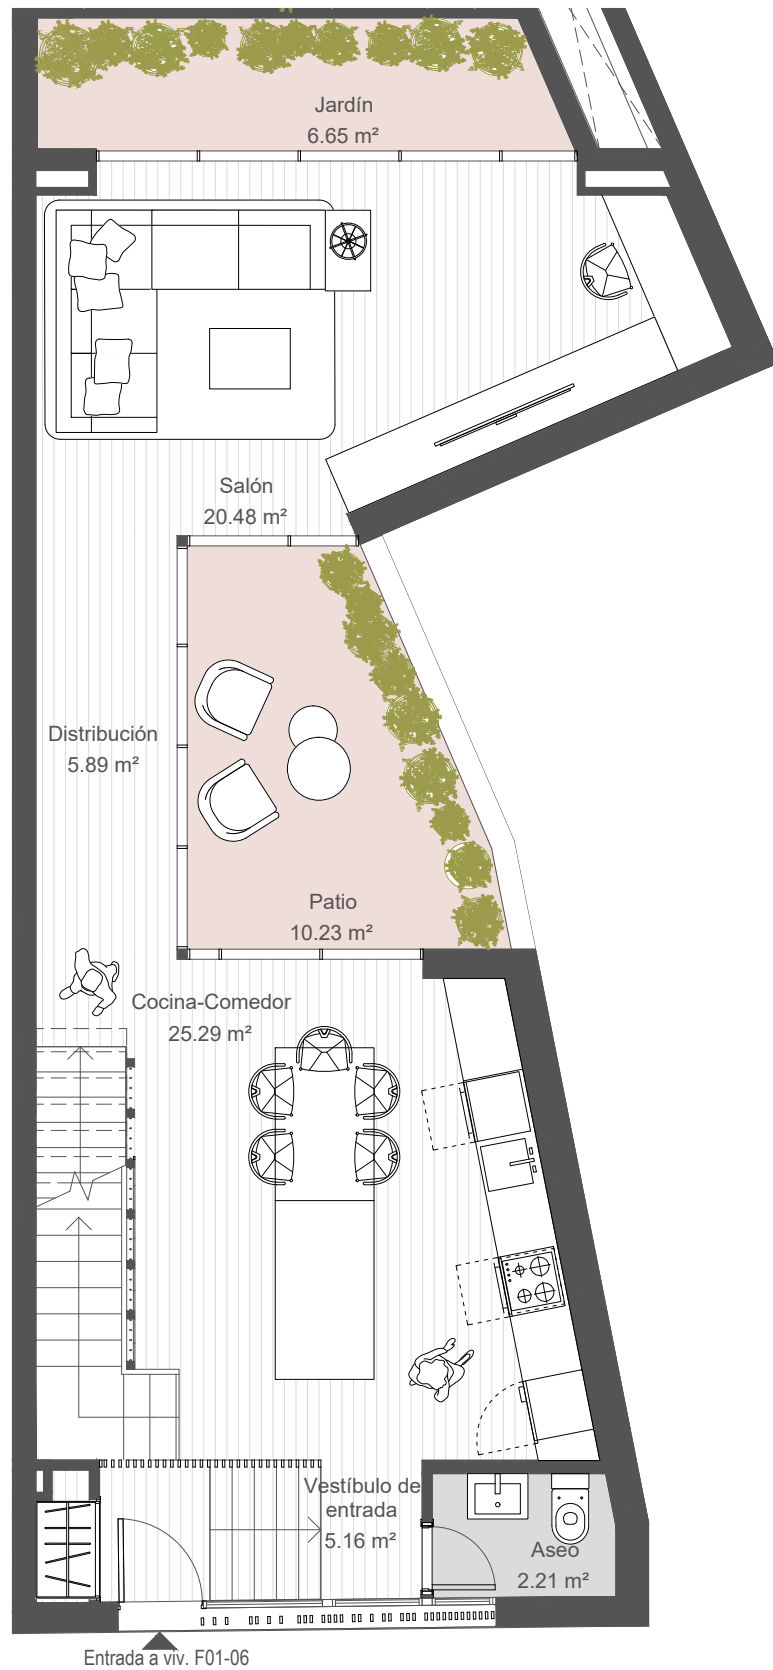 Jardín
6.65 m²
Salón
20.48 m²
Distribución
5.89 m²
Patio
10.23 m²
Cocina-Comedor
25.29 m²
Vestíbulo de
entrada
5.16 m²
Aseo
2.21 m²
Entrada a viv. F01-06